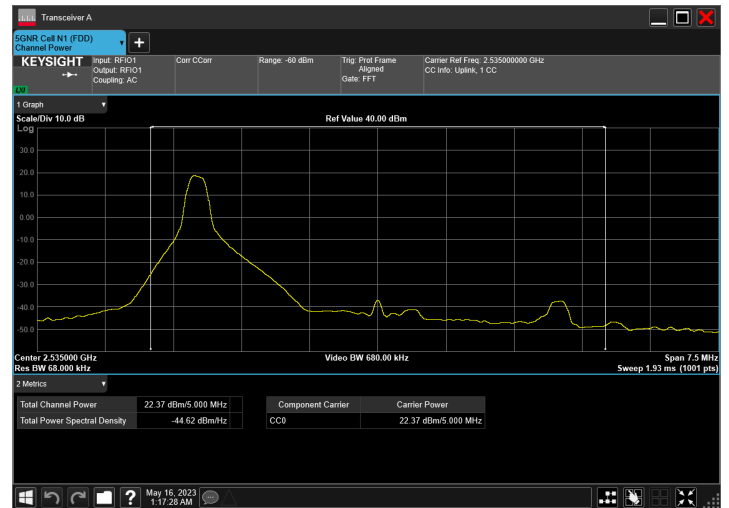 Transceiver A
5GNR Cell N1 (FDD)
Channel Power
KEYSIGHT
LXI
Input: RFIO1
Output: RFIO1
Coupling: AC
Corr CCorr
Range: -60 dBm
Trig: Prot Frame
Aligned
Gate: FFT
Carrier Ref Freq: 2.535000000 GHz
CC Info: Uplink, 1 CC
1 Graph
Scale/Div 10.0 dB
Ref Value 40.00 dBm
Log
30.0
20.0
10.0
0.00
-10.0
-20.0
-30.0
-40.0
-50.0
Center 2.535000 GHz
Video BW 680.00 kHz
Span 7.5 MHz
Res BW 68.000 kHz
Sweep 1.93 ms (1001 pts)
2 Metrics
Total Channel Power 22.37 dBm/5.000 MHz
Total Power Spectral Density -44.62 dBm/Hz
Component Carrier Carrier Power
CC0 22.37 dBm/5.000 MHz
May 16, 2023
1:17:28 AM